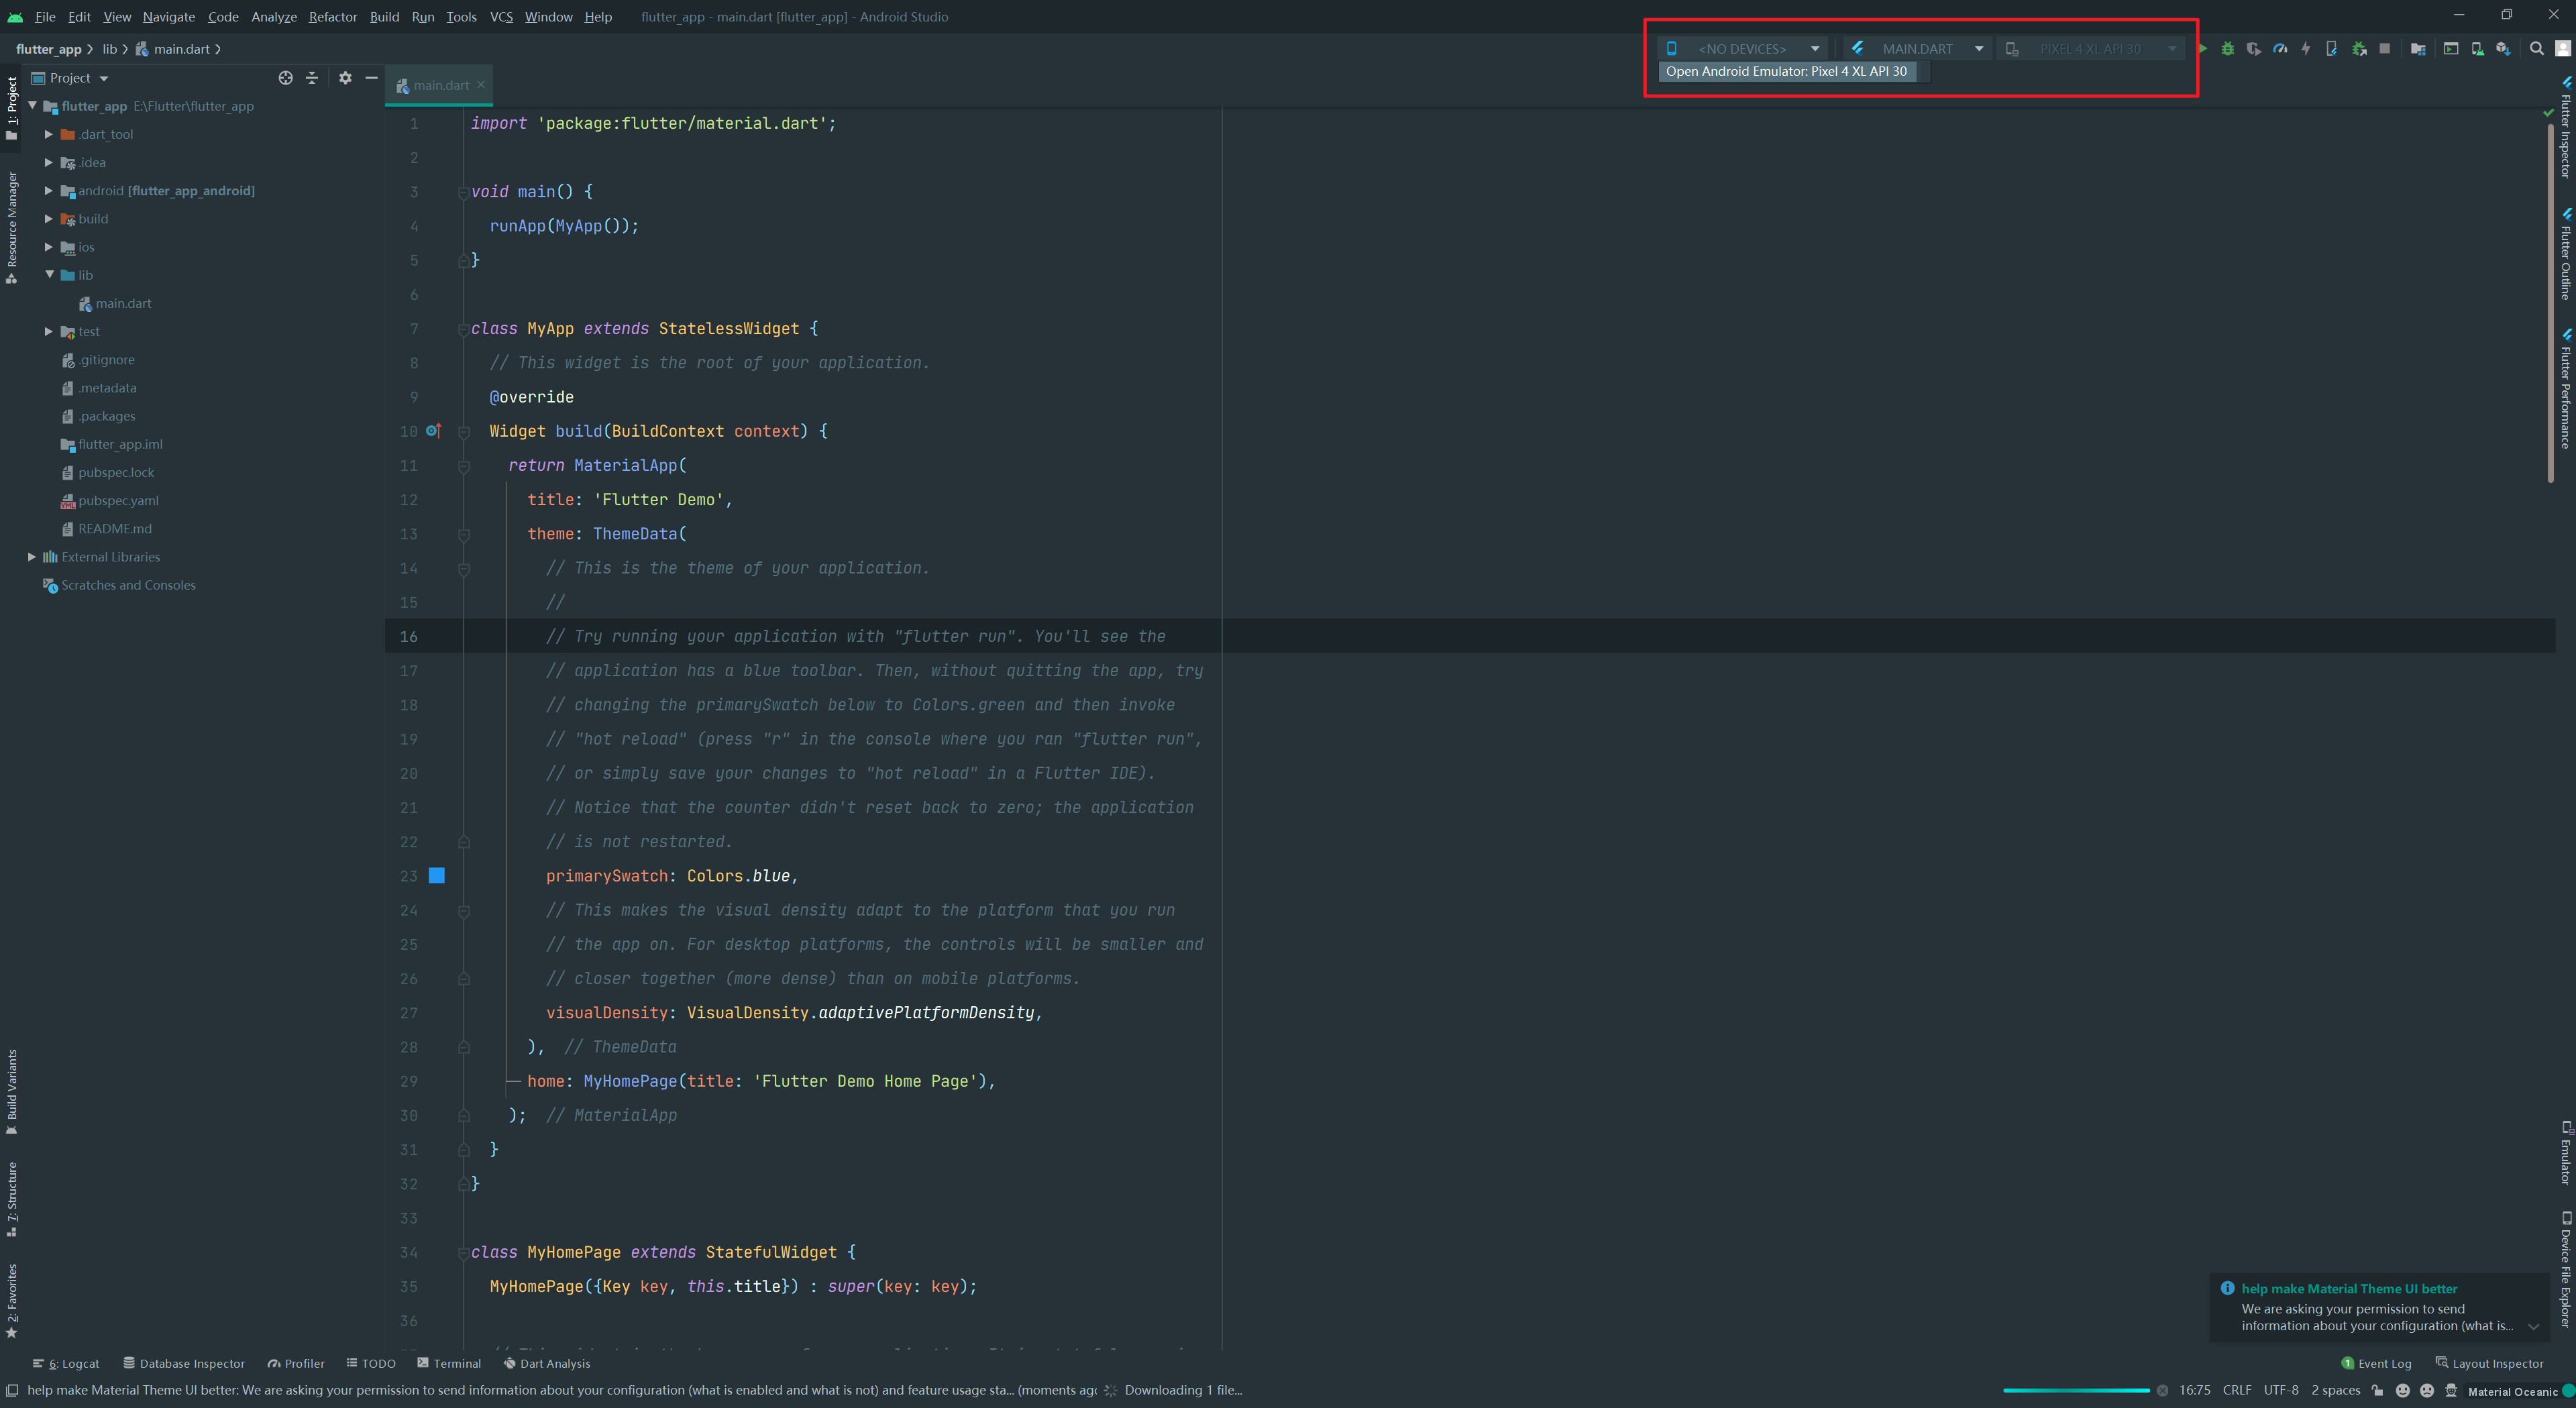 File Edit View Navigate Code Analyze Refactor Build Run Tools VCS Window Help flutter_app - main.dart [flutter_app] - Android Studio
flutter_app lib main.dart
<NO DEVICES> MAIN.DART PIXEL 4 XL API 30
Open Android Emulator: Pixel 4 XL API 30
1: Project
Resource Manager
Build Variants
7: Structure
2: Favorites
Project
flutter_app E:\Flutter\flutter_app
.dart_tool
.idea
android [flutter_app_android]
build
ios
lib
main.dart
test
.gitignore
.metadata
.packages
flutter_app.iml
pubspec.lock
pubspec.yaml
README.md
External Libraries
Scratches and Consoles
main.dart
1 import 'package:flutter/material.dart';
2
3 void main() {
4 runApp(MyApp());
5 }
6
7 class MyApp extends StatelessWidget {
8 // This widget is the root of your application.
9 @override
10 Widget build(BuildContext context) {
11 return MaterialApp(
12 title: 'Flutter Demo',
13 theme: ThemeData(
14 // This is the theme of your application.
15 //
16 // Try running your application with "flutter run". You'll see the
17 // application has a blue toolbar. Then, without quitting the app, try
18 // changing the primarySwatch below to Colors.green and then invoke
19 // "hot reload" (press "r" in the console where you ran "flutter run",
20 // or simply save your changes to "hot reload" in a Flutter IDE).
21 // Notice that the counter didn't reset back to zero; the application
22 // is not restarted.
23 primarySwatch: Colors.blue,
24 // This makes the visual density adapt to the platform that you run
25 // the app on. For desktop platforms, the controls will be smaller and
26 // closer together (more dense) than on mobile platforms.
27 visualDensity: VisualDensity.adaptivePlatformDensity,
28 ), // ThemeData
29 home: MyHomePage(title: 'Flutter Demo Home Page'),
30 ); // MaterialApp
31 }
32 }
33
34 class MyHomePage extends StatefulWidget {
35 MyHomePage({Key key, this.title}) : super(key: key);
36
Flutter Inspector
Flutter Outline
Flutter Performance
Emulator
Device File Explorer
help make Material Theme UI better
We are asking your permission to send
information about your configuration (what is...
6: Logcat Database Inspector Profiler TODO Terminal Dart Analysis 1 Event Log Layout Inspector
help make Material Theme UI better: We are asking your permission to send information about your configuration (what is enabled and what is not) and feature usage sta... (moments ago Downloading 1 file... 16:75 CRLF UTF-8 2 spaces Material Oceanic